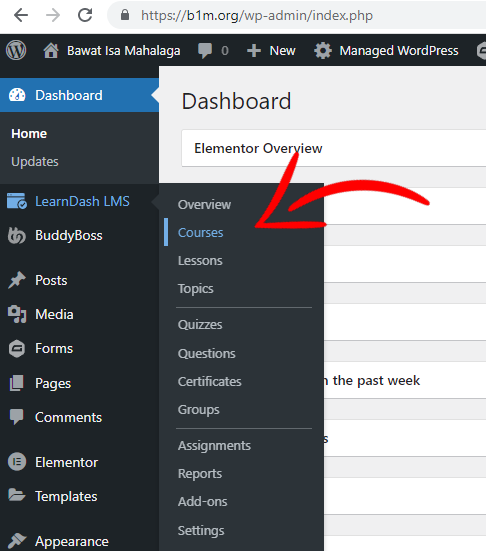 https://b1m.org/wp-admin/index.php
Bawat Isa Mahalaga 0 New Managed WordPress
Dashboard
Home
Updates
LearnDash LMS
BuddyBoss
Posts
Media
Forms
Pages
Comments
Elementor
Templates
Appearance
Overview
Courses
Lessons
Topics
Quizzes
Questions
Certificates
Groups
Assignments
Reports
Add-ons
Settings
Dashboard
Elementor Overview
n the past week
s